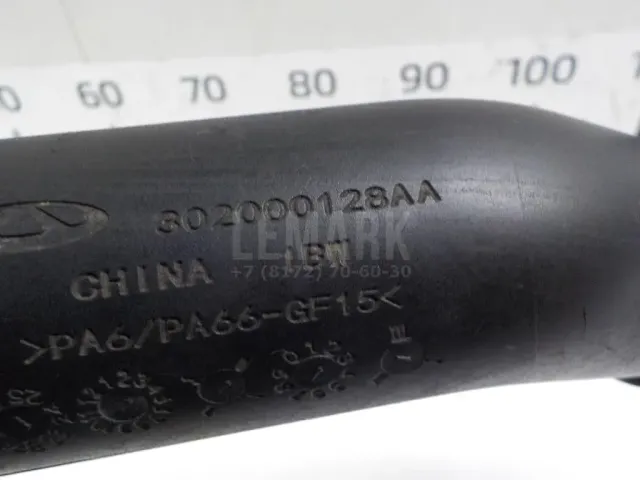 60 70 80 90 100
302000128AA
LEMARK
+7 (8172) 70-60-30
CHINA
>PA6/PA66-GF15<